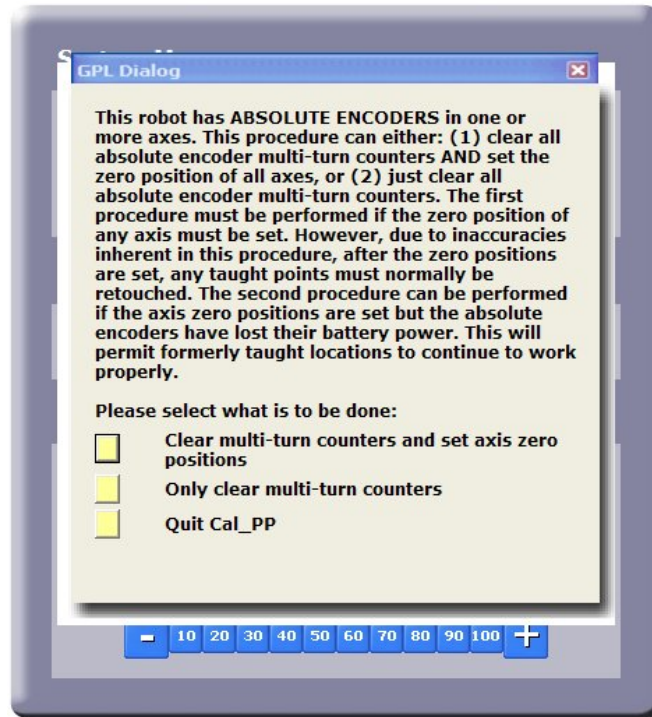 GPL Dialog
This robot has ABSOLUTE ENCODERS in one or
more axes. This procedure can either: (1) clear all
absolute encoder multi-turn counters AND set the
zero position of all axes, or (2) just clear all
absolute encoder multi-turn counters. The first
procedure must be performed if the zero position of
any axis must be set. However, due to inaccuracies
inherent in this procedure, after the zero positions
are set, any taught points must normally be
retouched. The second procedure can be performed
if the axis zero positions are set but the absolute
encoders have lost their battery power. This will
permit formerly taught locations to continue to work
properly.
Please select what is to be done:
Clear multi-turn counters and set axis zero
positions
Only clear multi-turn counters
Quit Cal_PP
- 10 20 30 40 50 60 70 80 90 100 +